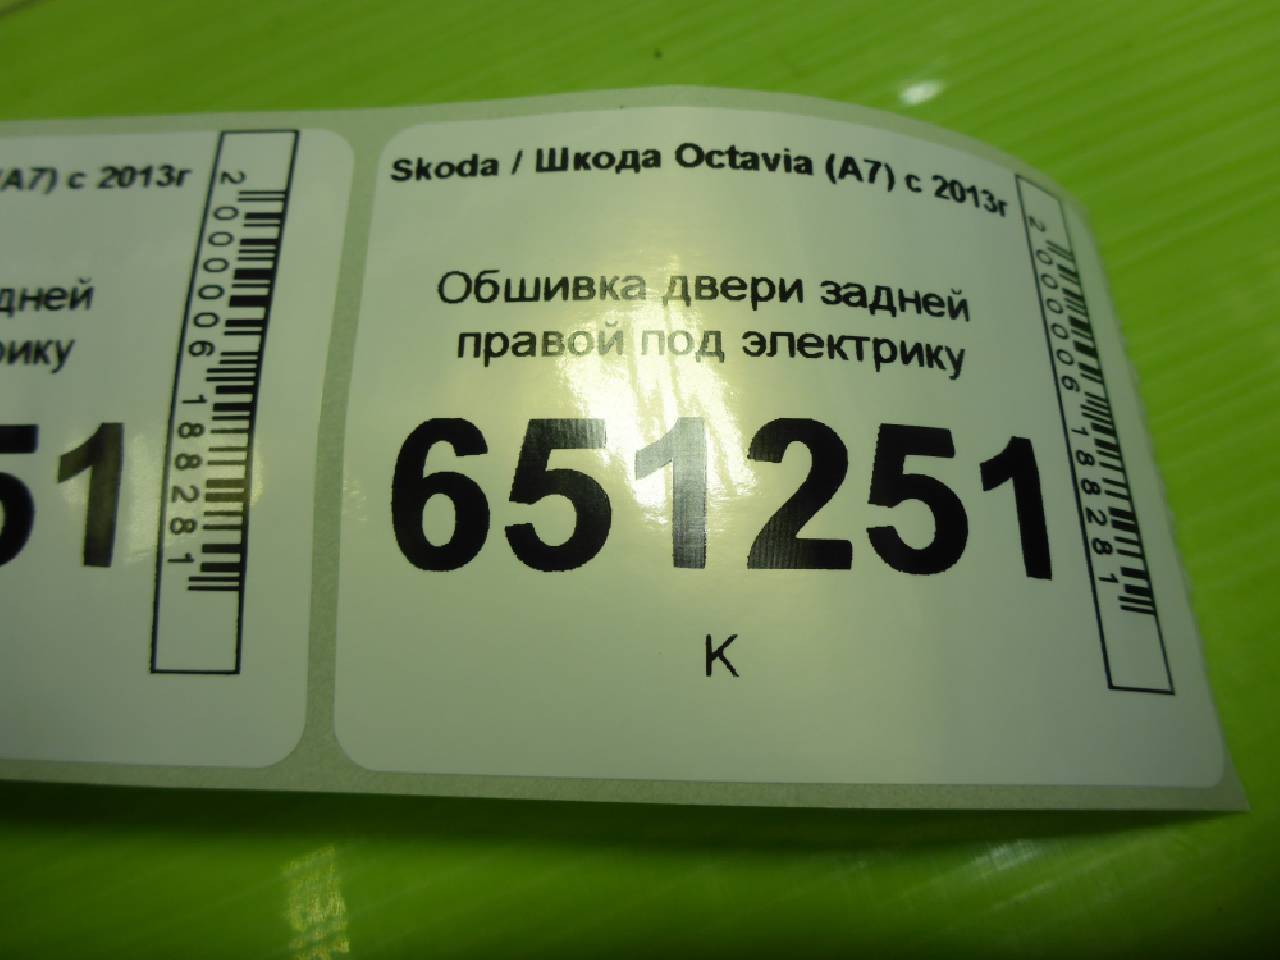 Skoda / Шкода Octavia (A7) с 2013г
Обшивка двери задней
правой под электрику
651251
К
2000006188281
(A7) с 2013г
дней
рику
51
2000006188281